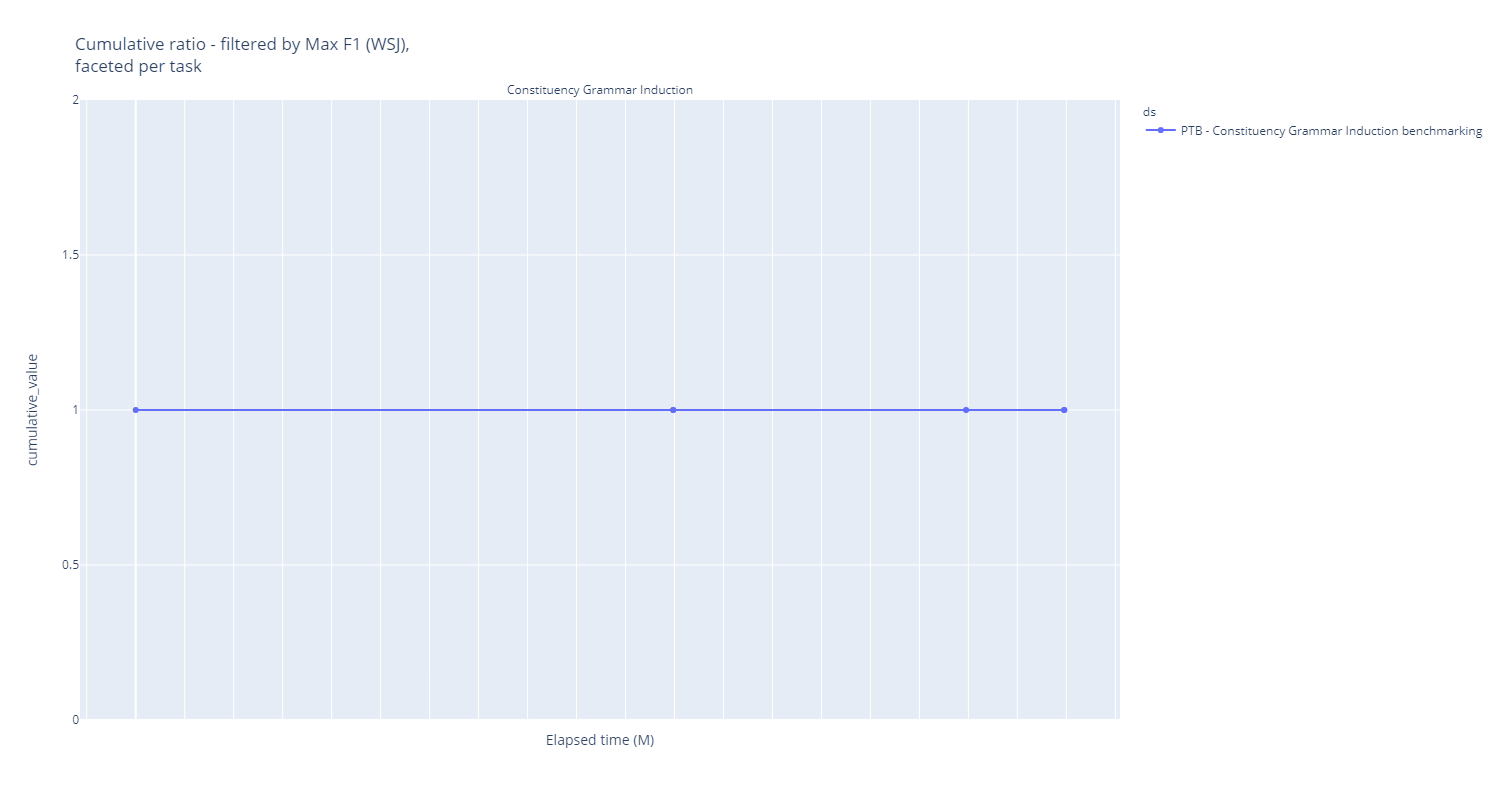 Cumulative ratio - filtered by Max F1 (WSJ),
faceted per task
Constituency Grammar Induction
2
1.5
1
0.5
0
cumulative_value
Elapsed time (M)
ds
PTB - Constituency Grammar Induction benchmarking